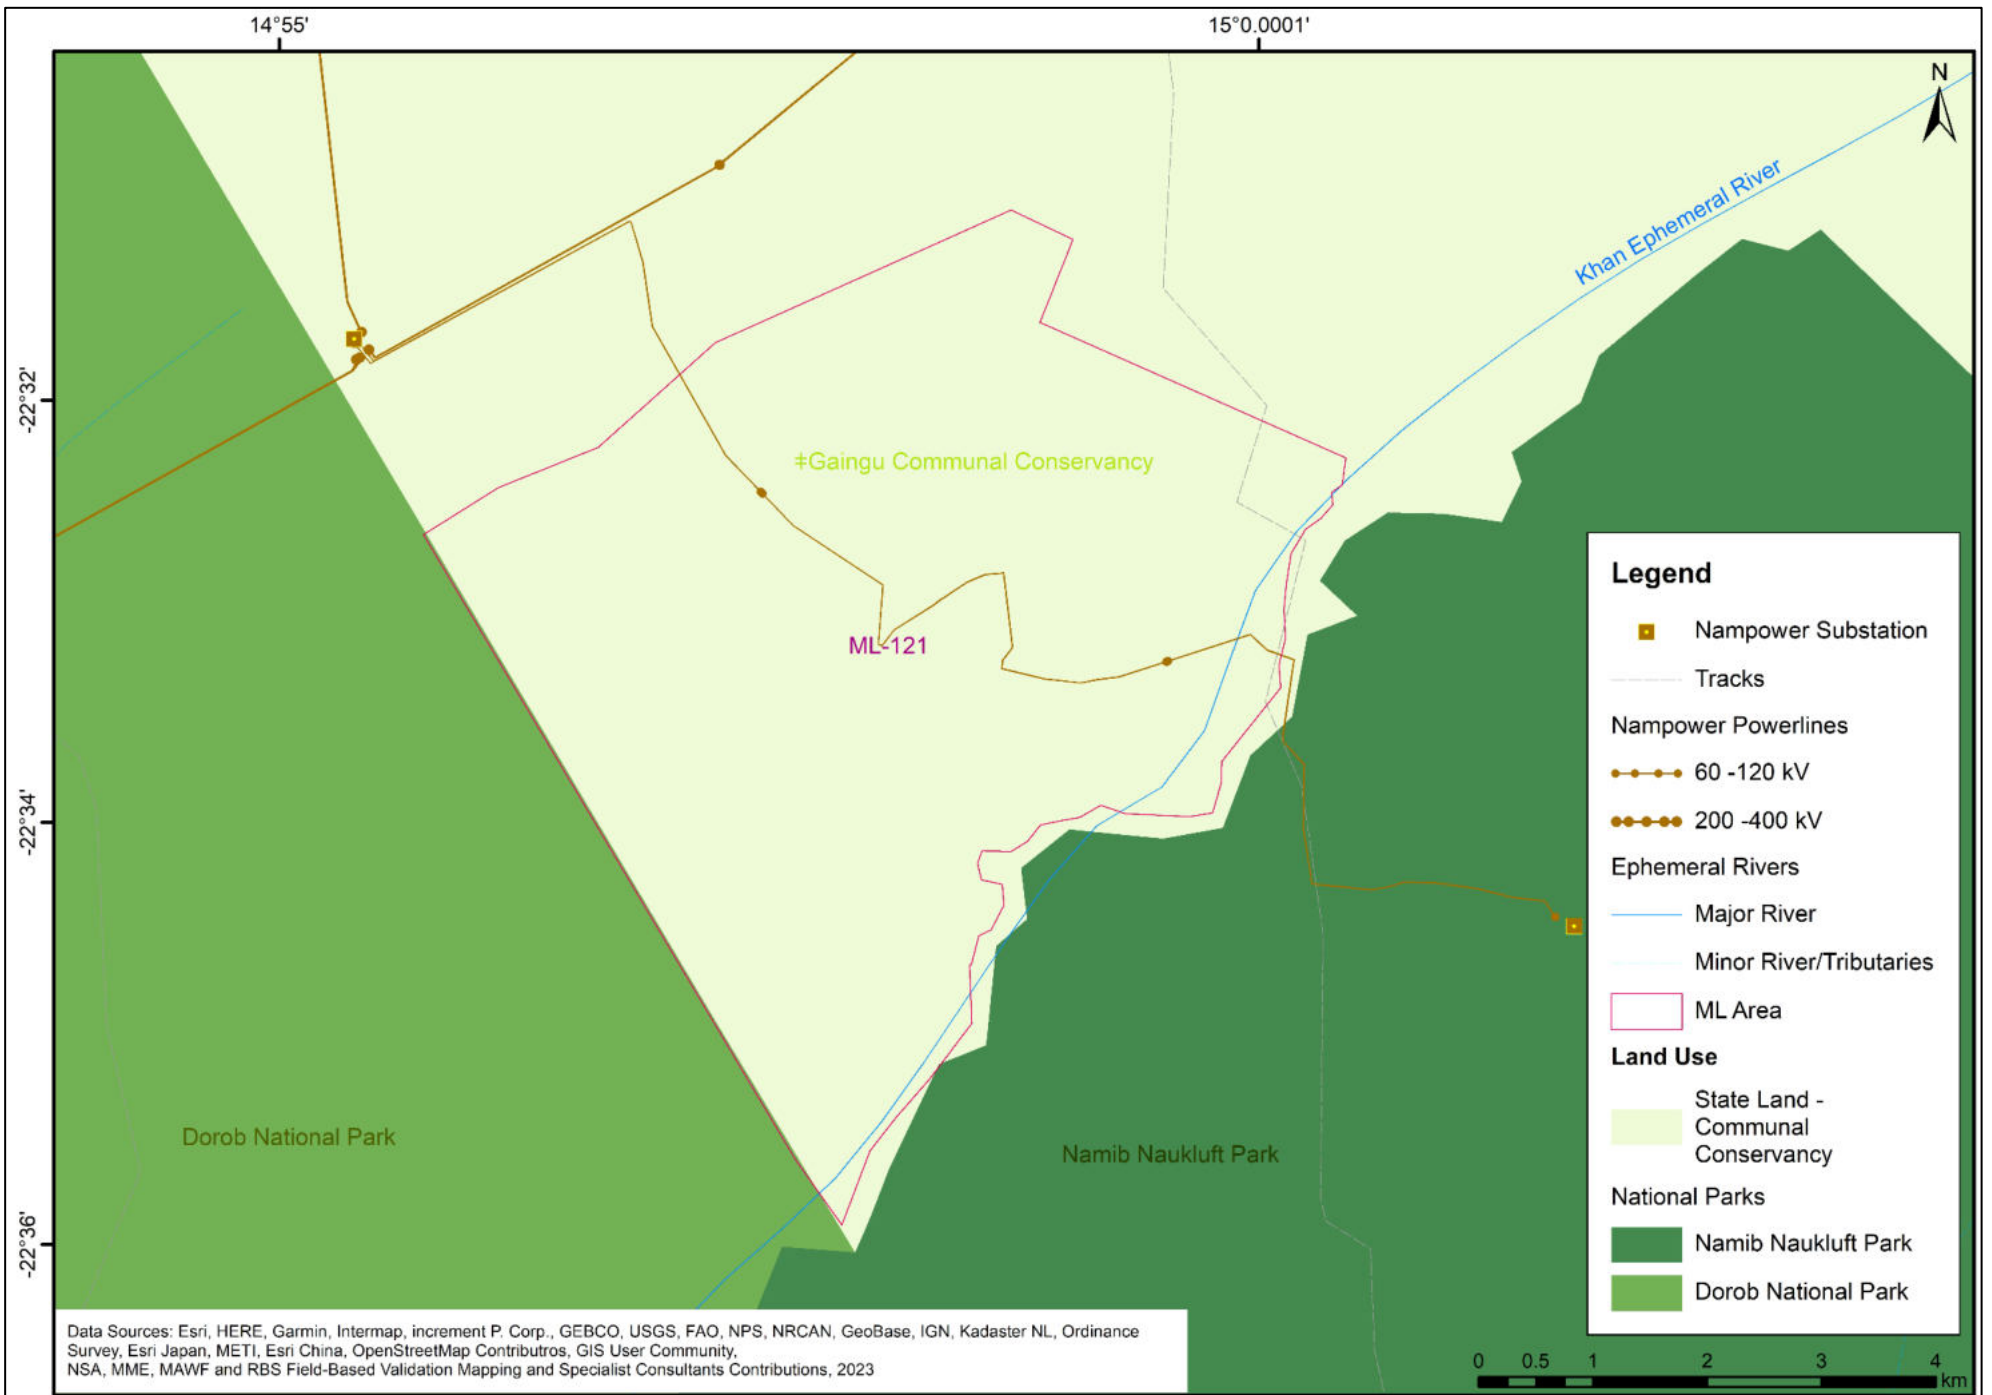 14°55'
15°0.0001'
N
Khan Ephemeral River
-22°32'
ǂGaingu Communal Conservancy
ML-121
-22°34'
Dorob National Park
Namib Naukluft Park
-22°36'
Legend
Nampower Substation
Tracks
Nampower Powerlines
60 -120 kV
200 -400 kV
Ephemeral Rivers
Major River
Minor River/Tributaries
ML Area
Land Use
State Land -
Communal
Conservancy
National Parks
Namib Naukluft Park
Dorob National Park
Data Sources: Esri, HERE, Garmin, Intermap, increment P. Corp., GEBCO, USGS, FAO, NPS, NRCAN, GeoBase, IGN, Kadaster NL, Ordinance
Survey, Esri Japan, METI, Esri China, OpenStreetMap Contributros, GIS User Community,
NSA, MME, MAWF and RBS Field-Based Validation Mapping and Specialist Consultants Contributions, 2023
0 0.5 1 2 3 4
km